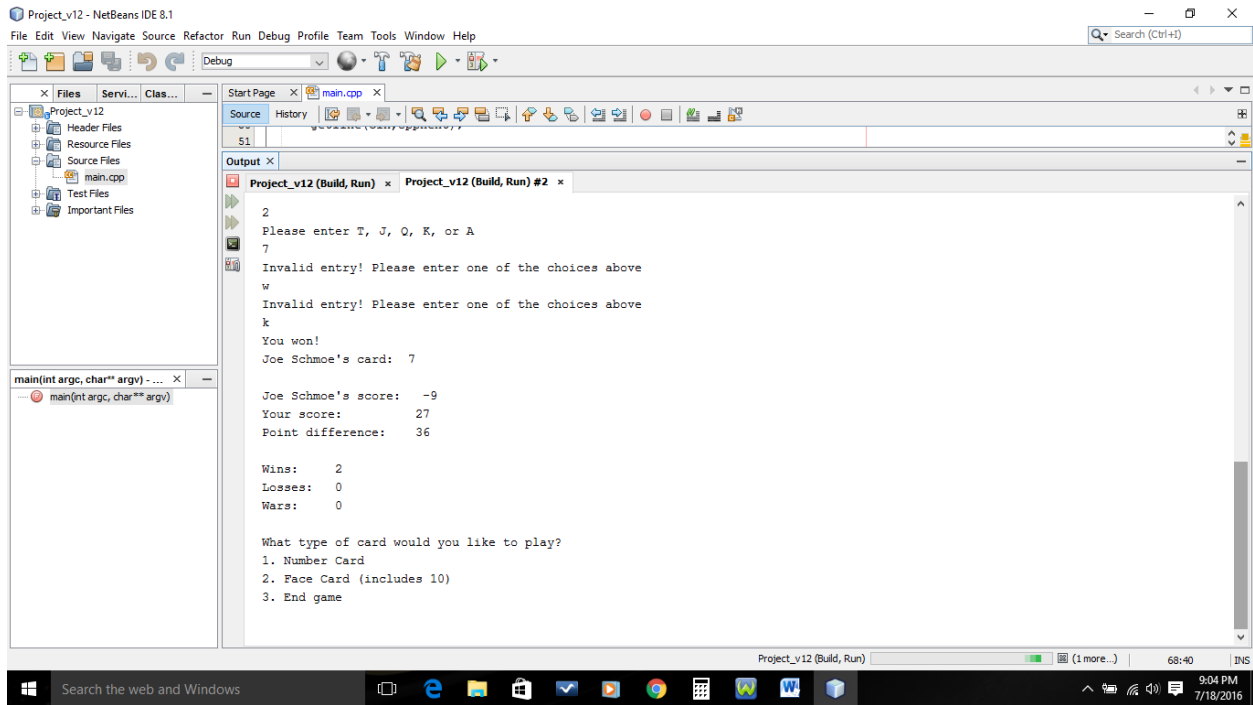 Project_v12 - NetBeans IDE 8.1
File Edit View Navigate Source Refactor Run Debug Profile Team Tools Window Help
Search (Ctrl+I)
Debug
Files Servi... Clas...
Start Page main.cpp
Project_v12
Header Files
Resource Files
Source Files
main.cpp
Test Files
Important Files
Source History
51
Output
Project_v12 (Build, Run) Project_v12 (Build, Run) #2
2
Please enter T, J, Q, K, or A
7
Invalid entry! Please enter one of the choices above
w
Invalid entry! Please enter one of the choices above
k
You won!
Joe Schmoe's card: 7
Joe Schmoe's score: -9
Your score: 27
Point difference: 36
Wins: 2
Losses: 0
Wars: 0
What type of card would you like to play?
1. Number Card
2. Face Card (includes 10)
3. End game
main(int argc, char** argv) - ...
main(int argc, char** argv)
Project_v12 (Build, Run)
(1 more...)
68:40
INS
Search the web and Windows
9:04 PM
7/18/2016